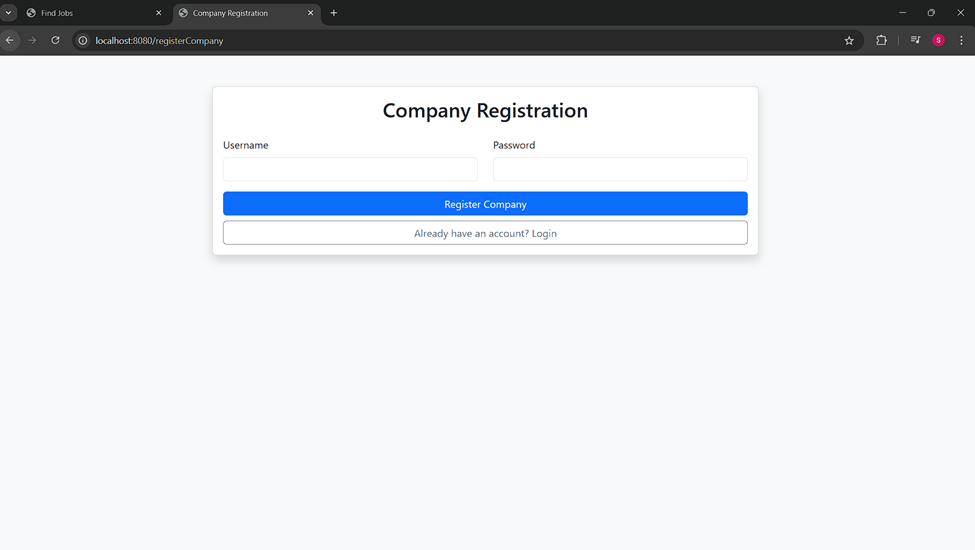 Find Jobs
Company Registration
localhost:8080/registerCompany
S
Company Registration
Username
Password
Register Company
Already have an account? Login